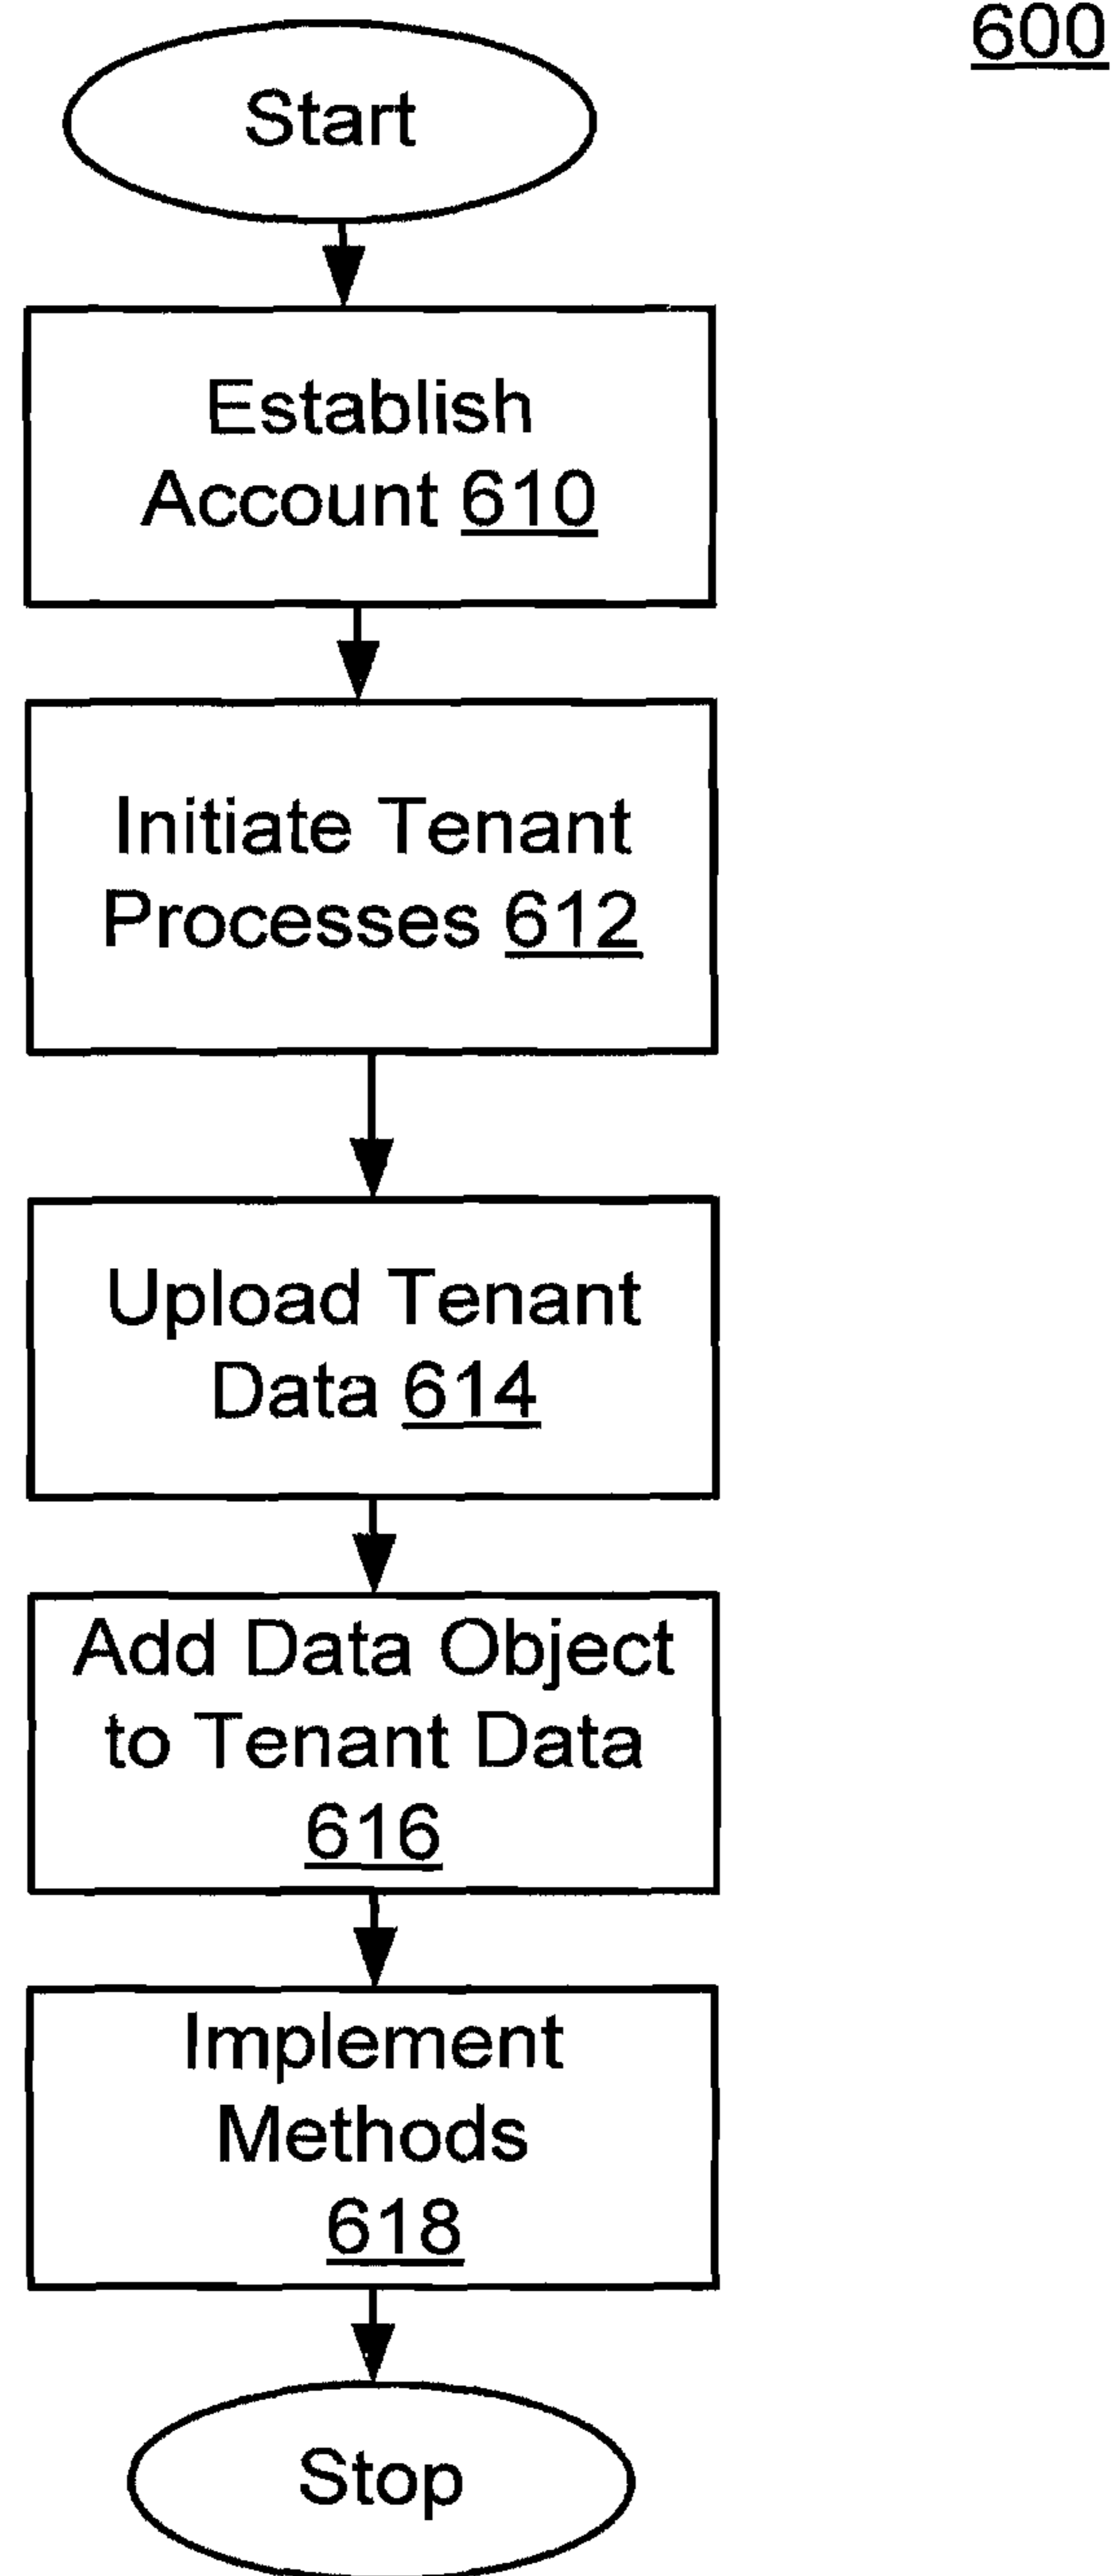 600
Start
Establish
Account 610
Initiate Tenant
Processes 612
Upload Tenant
Data 614
Add Data Object
to Tenant Data
616
Implement
Methods
618
Stop